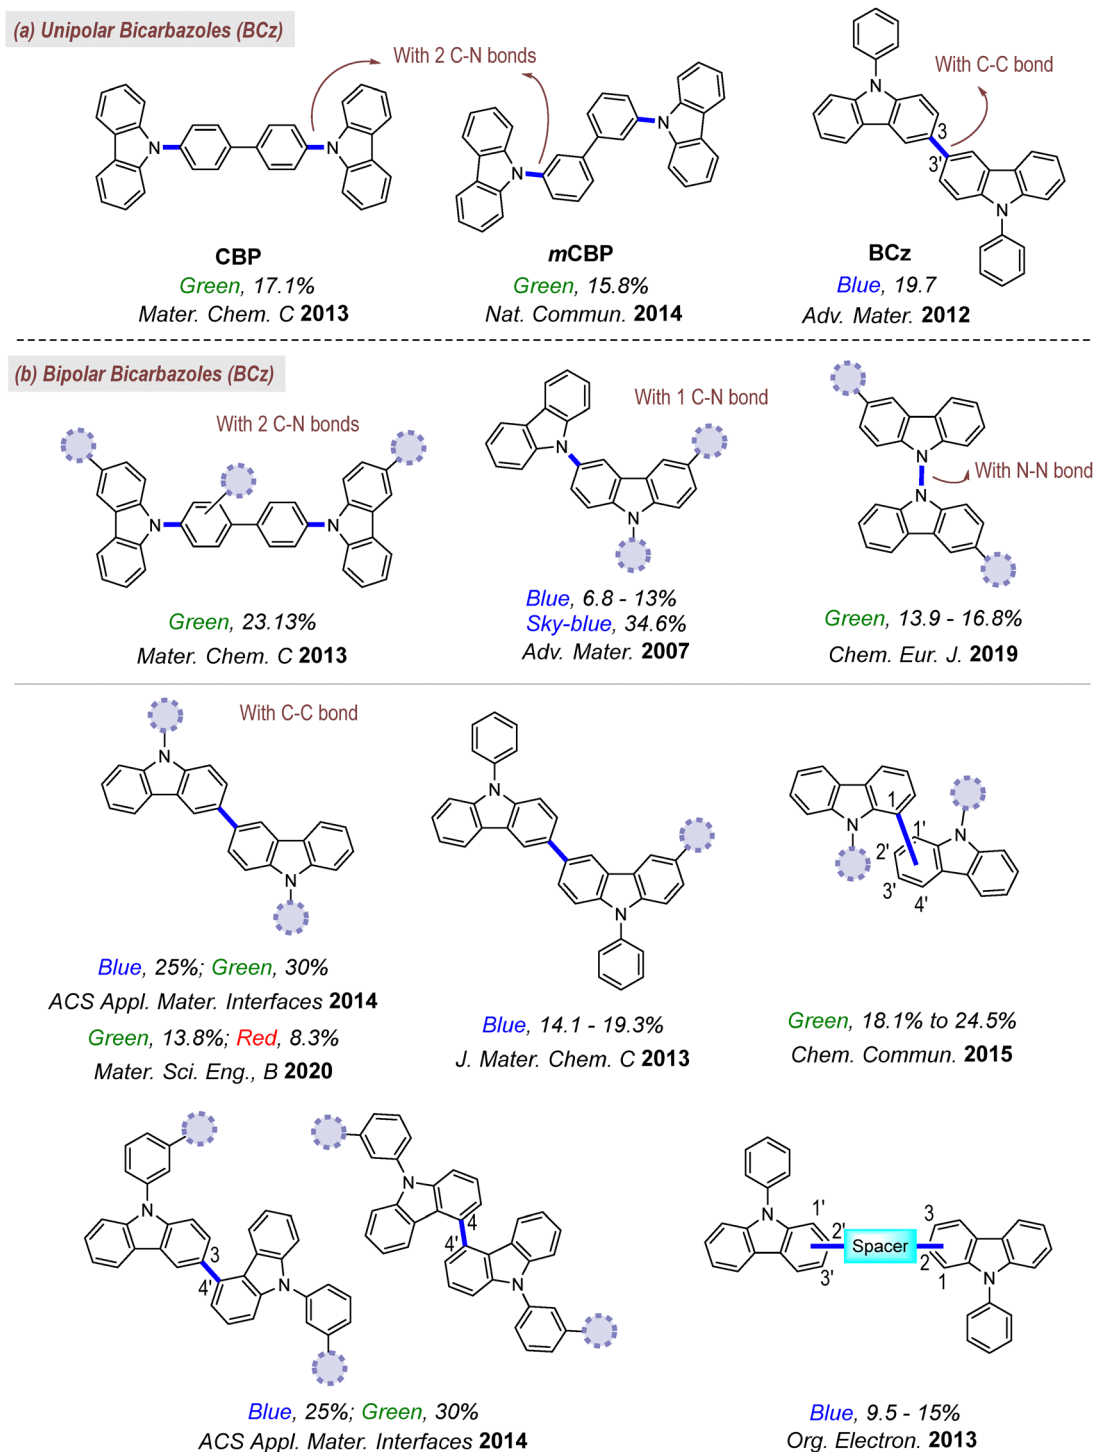 (a) Unipolar Bicarbazoles (BCz)
With 2 C-N bonds
With C-C bond
N
N
N
N
N
3
3'
N
CBP
Green, 17.1%
Mater. Chem. C 2013
mCBP
Green, 15.8%
Nat. Commun. 2014
BCz
Blue, 19.7
Adv. Mater. 2012
(b) Bipolar Bicarbazoles (BCz)
With 2 C-N bonds
N
N
Green, 23.13%
Mater. Chem. C 2013
With 1 C-N bond
N
N
Blue, 6.8 - 13%
Sky-blue, 34.6%
Adv. Mater. 2007
N
With N-N bond
N
Green, 13.9 - 16.8%
Chem. Eur. J. 2019
With C-C bond
N
N
Blue, 25%; Green, 30%
ACS Appl. Mater. Interfaces 2014
Green, 13.8%; Red, 8.3%
Mater. Sci. Eng., B 2020
N
N
Blue, 14.1 - 19.3%
J. Mater. Chem. C 2013
1
N
N
1'
2'
3'
4'
Green, 18.1% to 24.5%
Chem. Commun. 2015
N
3
4'
N
N
4
4'
N
Blue, 25%; Green, 30%
ACS Appl. Mater. Interfaces 2014
N
1'
2'
3'
Spacer
3
2
1
N
Blue, 9.5 - 15%
Org. Electron. 2013